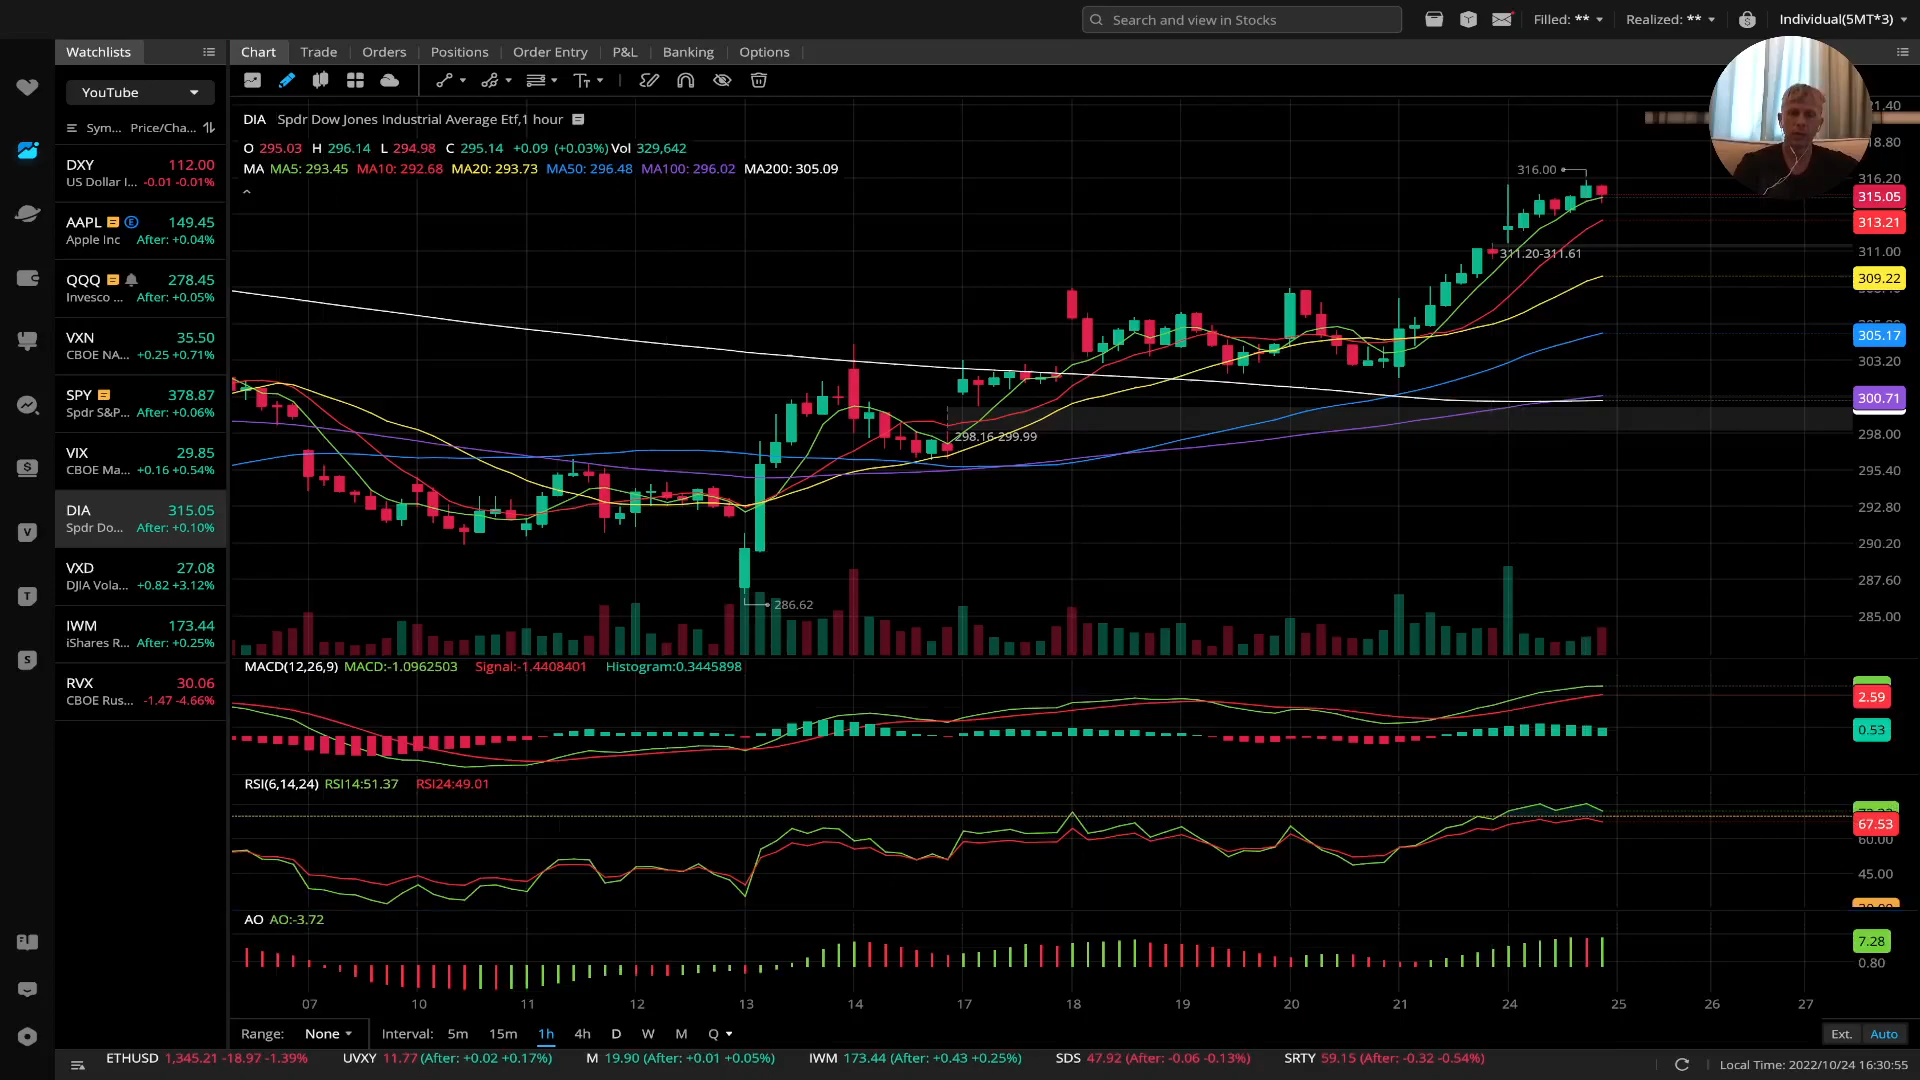 Search and view in Stocks
Filled: **
Realized: **
Individual(5MT*3)
Watchlists
Chart Trade Orders Positions Order Entry P&L Banking Options
YouTube
Sym... Price/Cha...
DXY 112.00
US Dollar I... -0.01 -0.01%
AAPL E 149.45
Apple Inc After: +0.04%
QQQ 278.45
Invesco ... After: +0.05%
VXN 35.50
CBOE NA... +0.25 +0.71%
SPY 378.87
Spdr S&P... After: +0.06%
VIX 29.85
CBOE Ma... +0.16 +0.54%
DIA 315.05
Spdr Do... After: +0.10%
VXD 27.08
DJIA Vola... +0.82 +3.12%
IWM 173.44
iShares R... After: +0.25%
RVX 30.06
CBOE Rus... -1.47 -4.66%
DIA Spdr Dow Jones Industrial Average Etf,1 hour
O 295.03 H 296.14 L 294.98 C 295.14 +0.09 (+0.03%) Vol 329,642
MA MA5: 293.45 MA10: 292.68 MA20: 293.73 MA50: 296.48 MA100: 296.02 MA200: 305.09
316.00
311.20-311.61
298.16-299.99
286.62
316.20
315.05
313.21
311.00
309.22
305.17
303.20
300.71
298.00
295.40
292.80
290.20
287.60
285.00
MACD(12,26,9) MACD:-1.0962503 Signal:-1.4408401 Histogram:0.3445898
2.59
0.53
RSI(6,14,24) RSI14:51.37 RSI24:49.01
67.53
60.00
45.00
AO AO:-3.72
7.28
0.80
07 10 11 12 13 14 17 18 19 20 21 24 25 26 27
Range: None Interval: 5m 15m 1h 4h D W M Q
Ext. Auto
ETHUSD 1,345.21 -18.97 -1.39% UVXY 11.77 (After: +0.02 +0.17%) M 19.90 (After: +0.01 +0.05%) IWM 173.44 (After: +0.43 +0.25%) SDS 47.92 (After: -0.06 -0.13%) SRTY 59.15 (After: -0.32 -0.54%)
Local Time: 2022/10/24 16:30:55